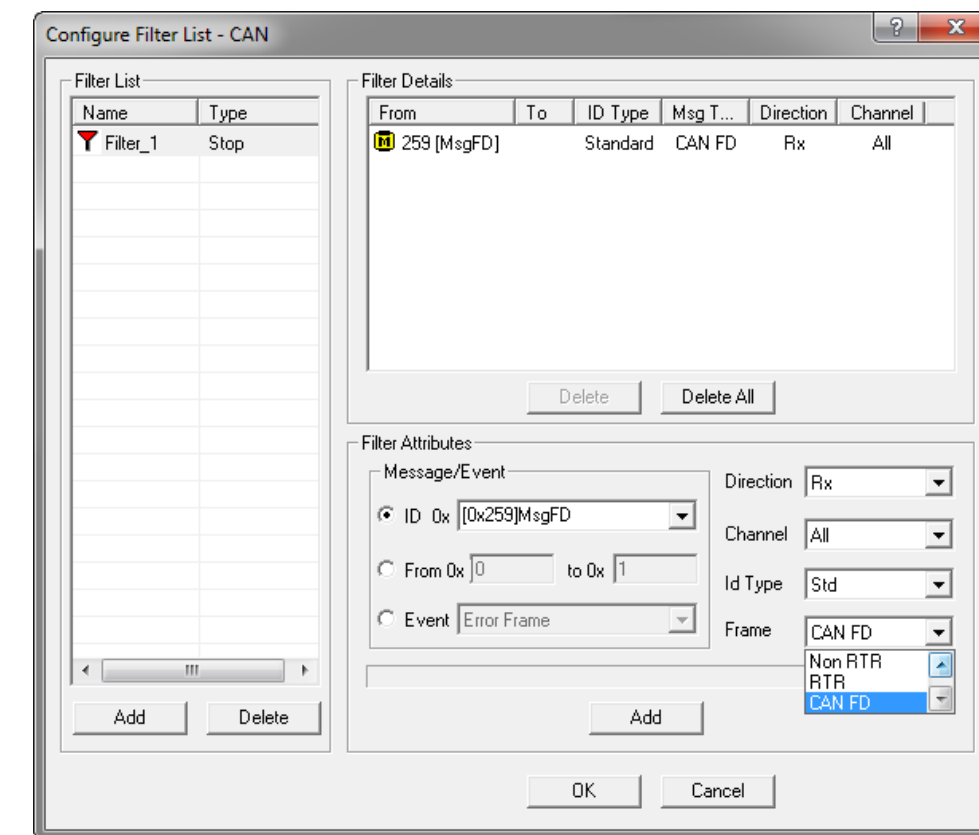 Configure Filter List - CAN
Filter List
Name Type
Filter_1 Stop
Add Delete
Filter Details
From To ID Type Msg T... Direction Channel
M 259 [MsgFD] Standard CAN FD Rx All
Delete Delete All
Filter Attributes
Message/Event
ID 0x [0x259]MsgFD
From 0x 0 to 0x 1
Event Error Frame
Direction Rx
Channel All
Id Type Std
Frame CAN FD
Non RTR
RTR
CAN FD
Add
OK Cancel